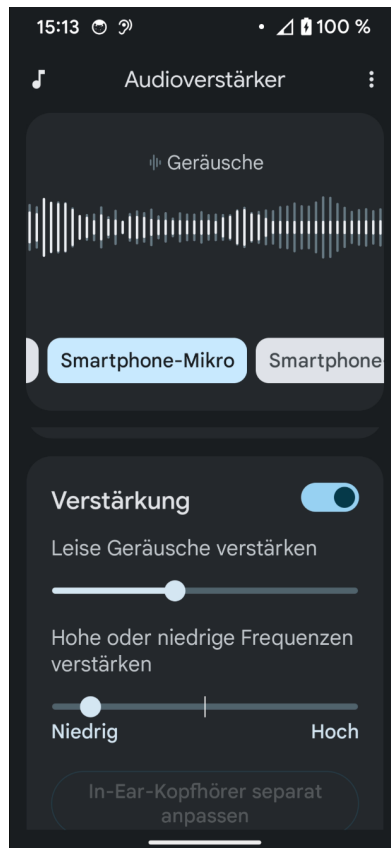 15:13 100 %
Audioverstärker
Geräusche
Smartphone-Mikro Smartphone
Verstärkung
Leise Geräusche verstärken
Hohe oder niedrige Frequenzen
verstärken
Niedrig Hoch
In-Ear-Kopfhörer separat
anpassen